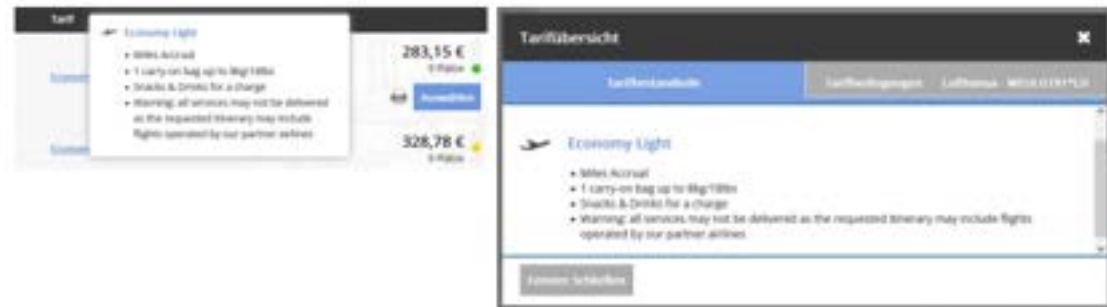 Tarif
Economy Light
• Miles Accrual
• 1 carry-on bag up to 8kg/18lbs
• Snacks & Drinks for a charge
• Warning: all services may not be delivered
as the requested itinerary may include
flights operated by our partner airlines
283,15 €
9 Plätze
Auswählen
328,78 €
9 Plätze
Tarifübersicht
Tarifbestandteile
Tarifbedingungen Lufthansa
Economy Light
• Miles Accrual
• 1 carry-on bag up to 8kg/18lbs
• Snacks & Drinks for a charge
• Warning: all services may not be delivered as the requested itinerary may include flights
operated by our partner airlines
Fenster Schließen